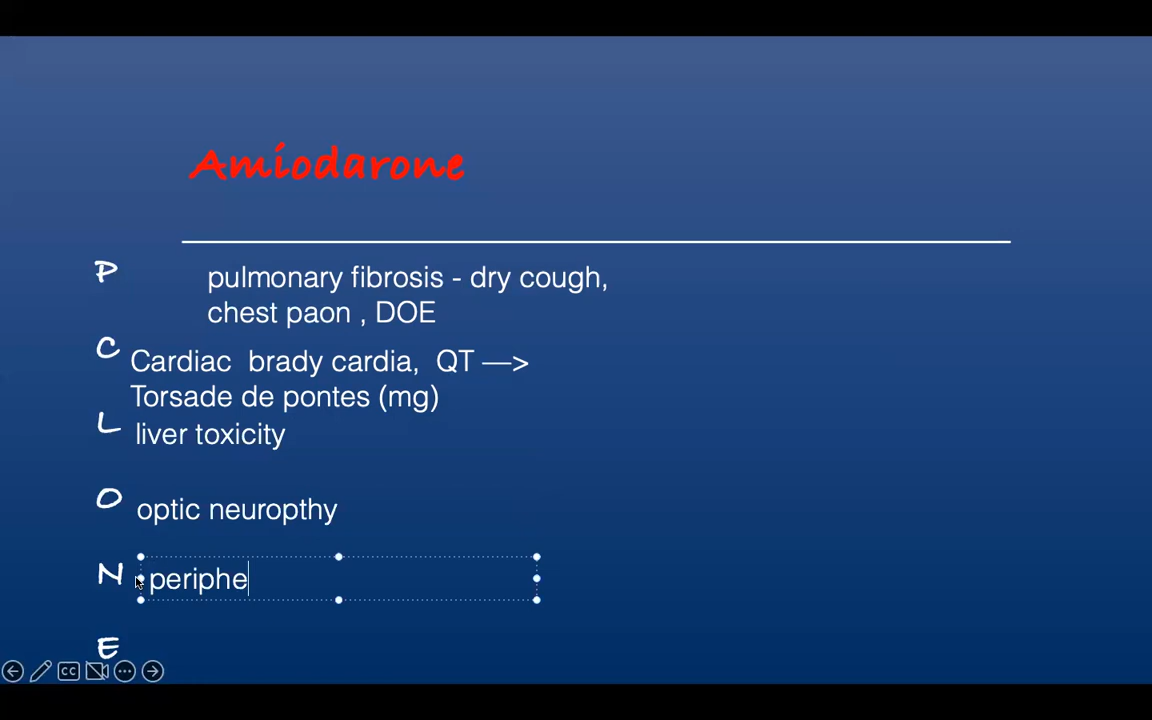 Amiodarone
P pulmonary fibrosis - dry cough,
chest paon , DOE
C Cardiac brady cardia, QT —>
Torsade de pontes (mg)
L liver toxicity
O optic neuropthy
N periphe
E
CC